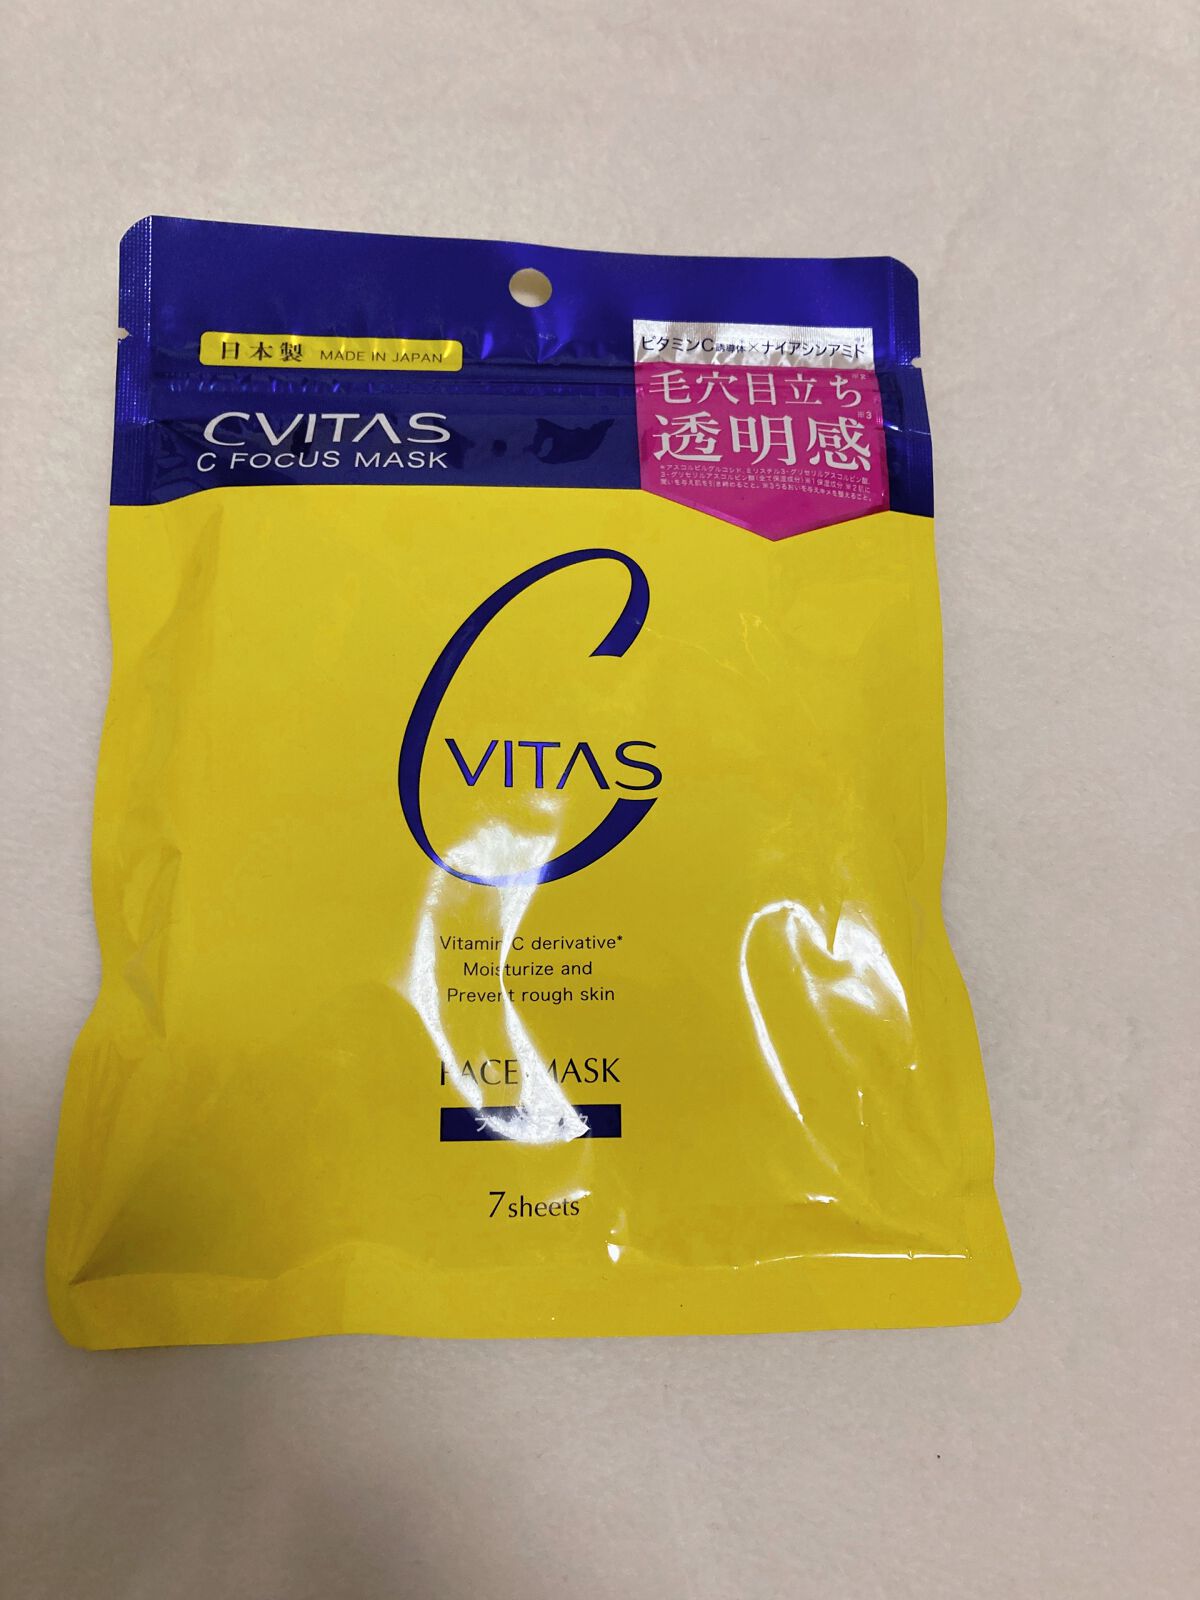 日本製 MADE IN JAPAN
CVITAS
C FOCUS MASK
ビタミンC誘導体×ナイアシンアミド
毛穴目立ち※2
透明感※3
C VITAS
Vitamin C derivative*
Moisturize and
Prevent rough skin
FACE MASK
7sheets